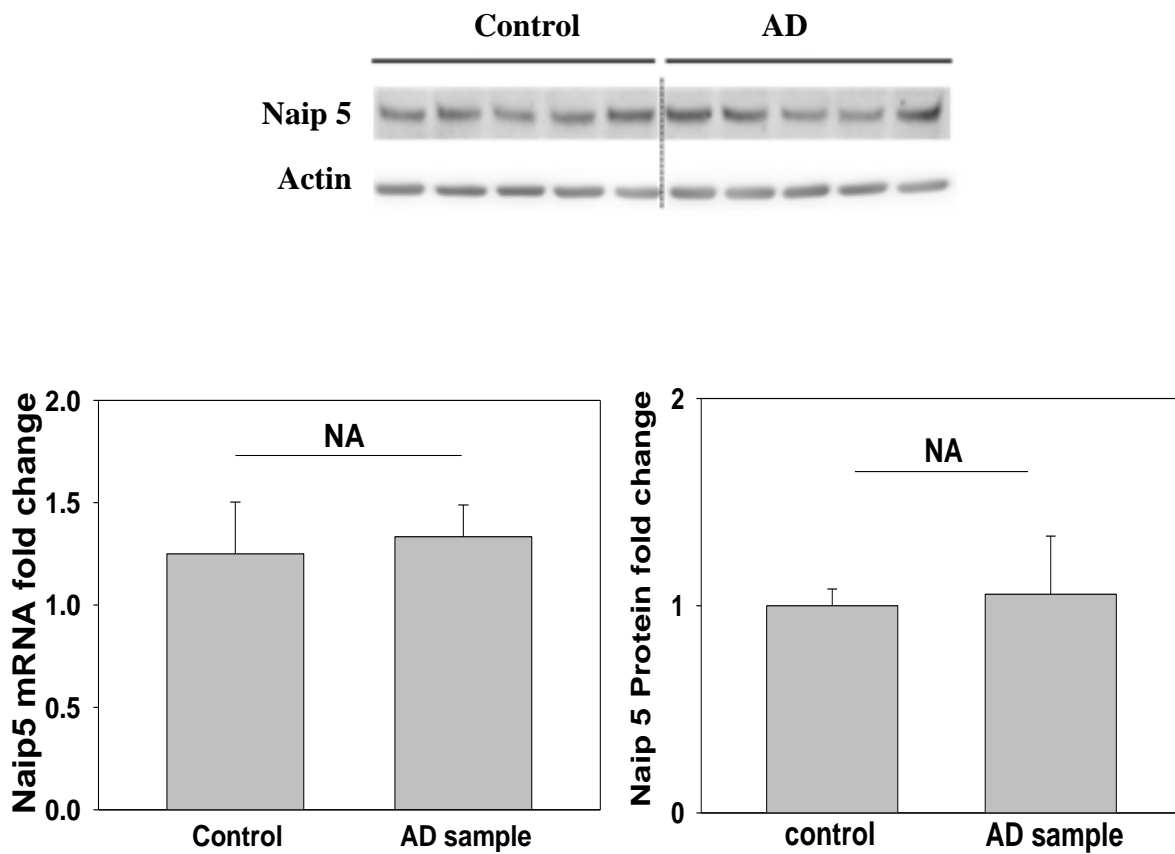 Control AD
Naip 5
Actin
Naip5 mRNA fold change
2.0
1.5
1.0
0.5
0.0
NA
Control AD sample
Naip 5 Protein fold change
2
1
0
NA
control AD sample